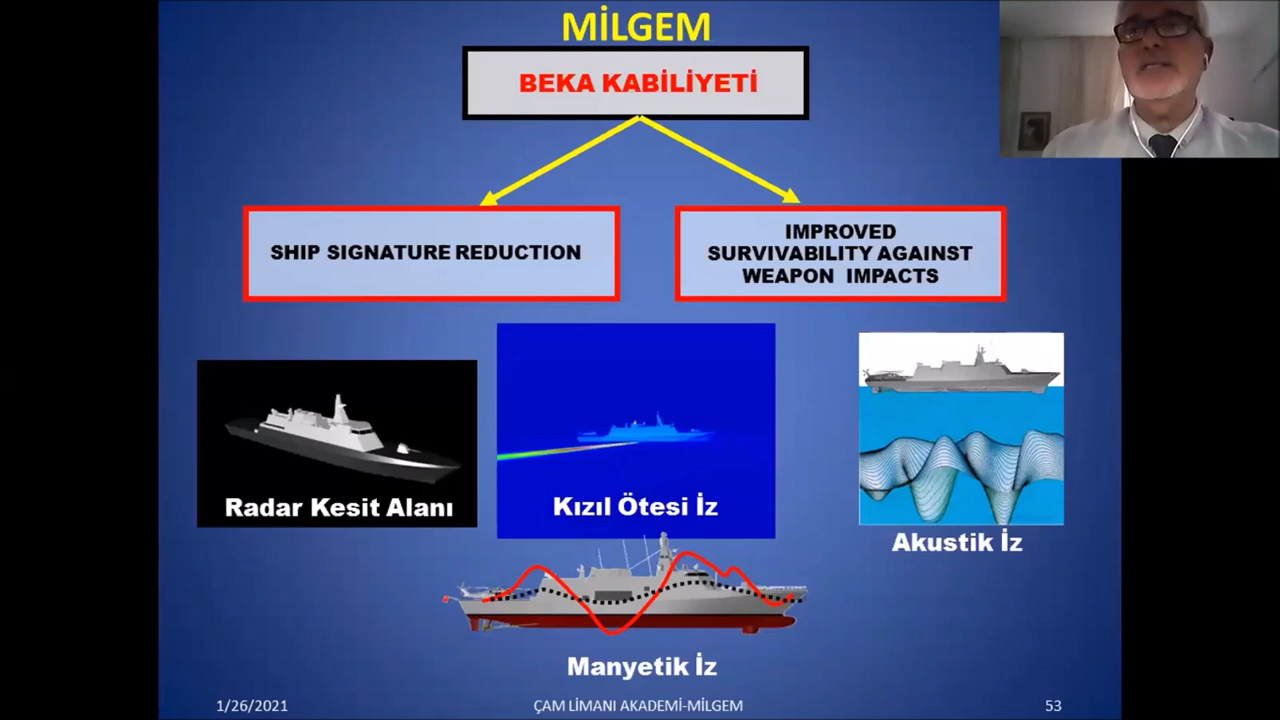 MİLGEM
BEKA KABİLİYETİ
SHIP SIGNATURE REDUCTION
IMPROVED
SURVIVABILITY AGAINST
WEAPON IMPACTS
Radar Kesit Alanı
Kızıl Ötesi İz
Akustik İz
Manyetik İz
1/26/2021
ÇAM LİMANI AKADEMİ-MİLGEM
53